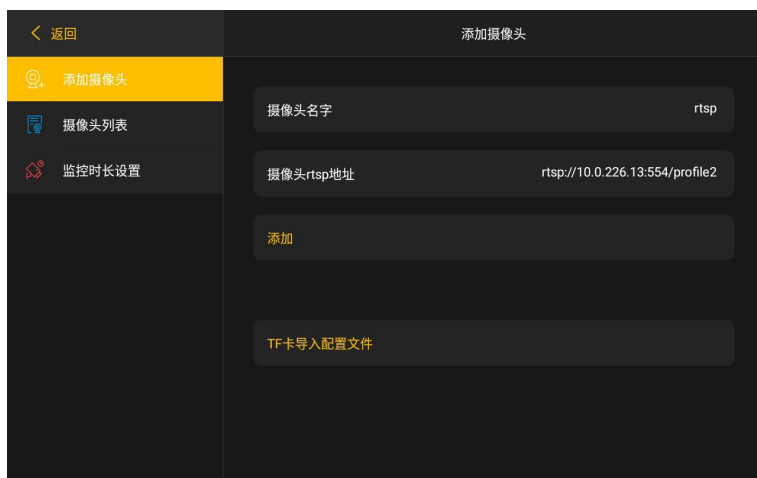 返回
添加摄像头
添加摄像头
摄像头列表
监控时长设置
摄像头名字 rtsp
摄像头rtsp地址 rtsp://10.0.226.13:554/profile2
添加
TF卡导入配置文件